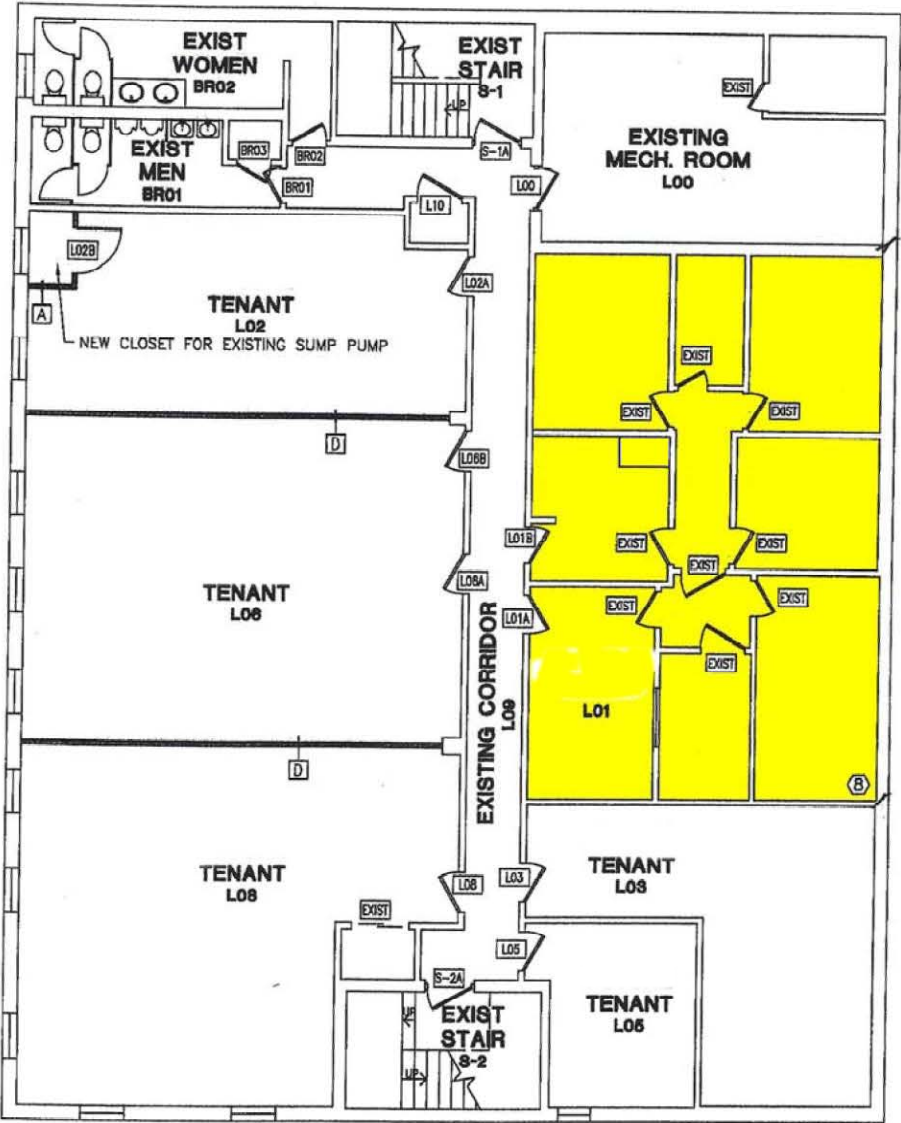 EXIST
WOMEN
BR02
EXIST
STAIR
S-1
UP
EXIST
EXISTING
MECH. ROOM
L00
EXIST
MEN
BR01
BR03
BR02
BR01
S-1A
L00
L10
L02B
L02A
A
TENANT
L02
NEW CLOSET FOR EXISTING SUMP PUMP
D
L06B
EXIST
EXIST
EXIST
L01B
EXIST
EXIST
EXIST
TENANT
L06
L06A
L01A
EXIST
EXIST
EXIST
EXISTING CORRIDOR
L09
L01
D
B
TENANT
L08
L08
L03
TENANT
L03
EXIST
L05
S-2A
EXIST
STAIR
S-2
UP
UP
TENANT
L05